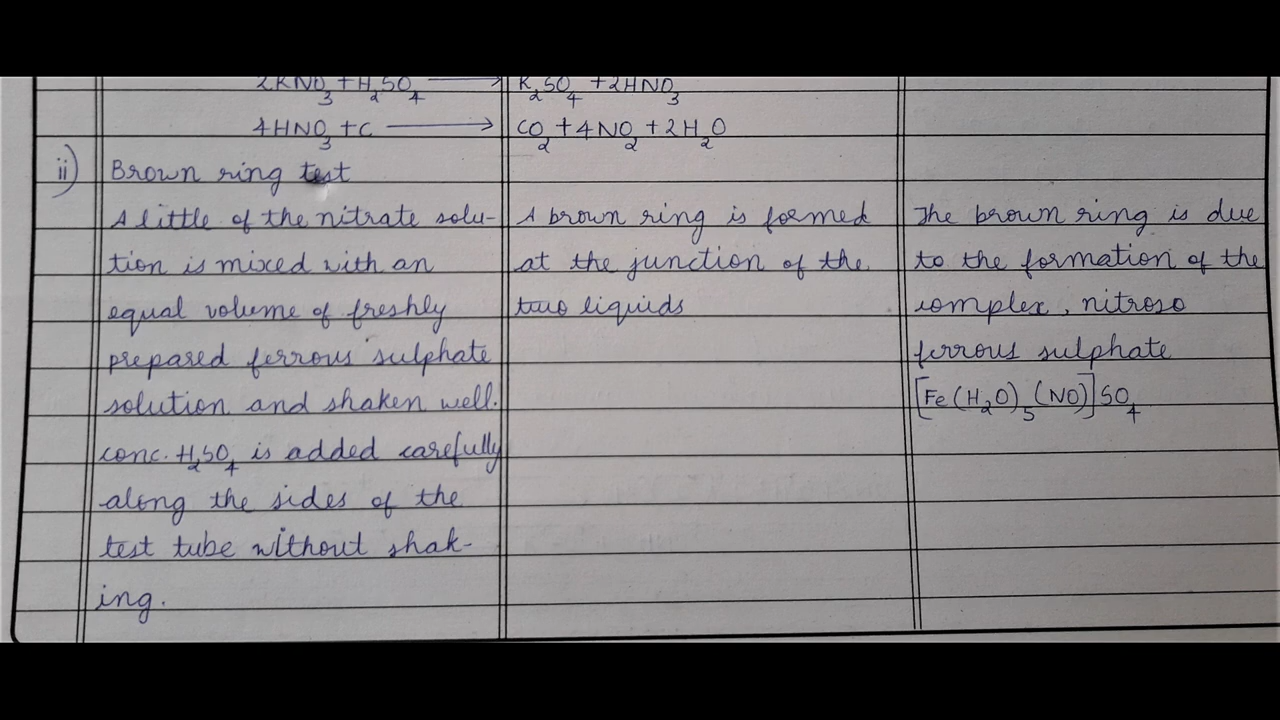 2KNO3 + H2SO4 ⟶ K2SO4 + 2HNO3
4HNO3 + C ⟶ CO2 + 4NO2 + 2H2O
ii) Brown ring test
A little of the nitrate solu-
tion is mixed with an
equal volume of freshly
prepared ferrous sulphate
solution and shaken well.
conc. H2SO4 is added carefully
along the sides of the
test tube without shak-
ing.
A brown ring is formed
at the junction of the
two liquids
The brown ring is due
to the formation of the
complex, nitroso
ferrous sulphate
[Fe(H2O)5(NO)]SO4